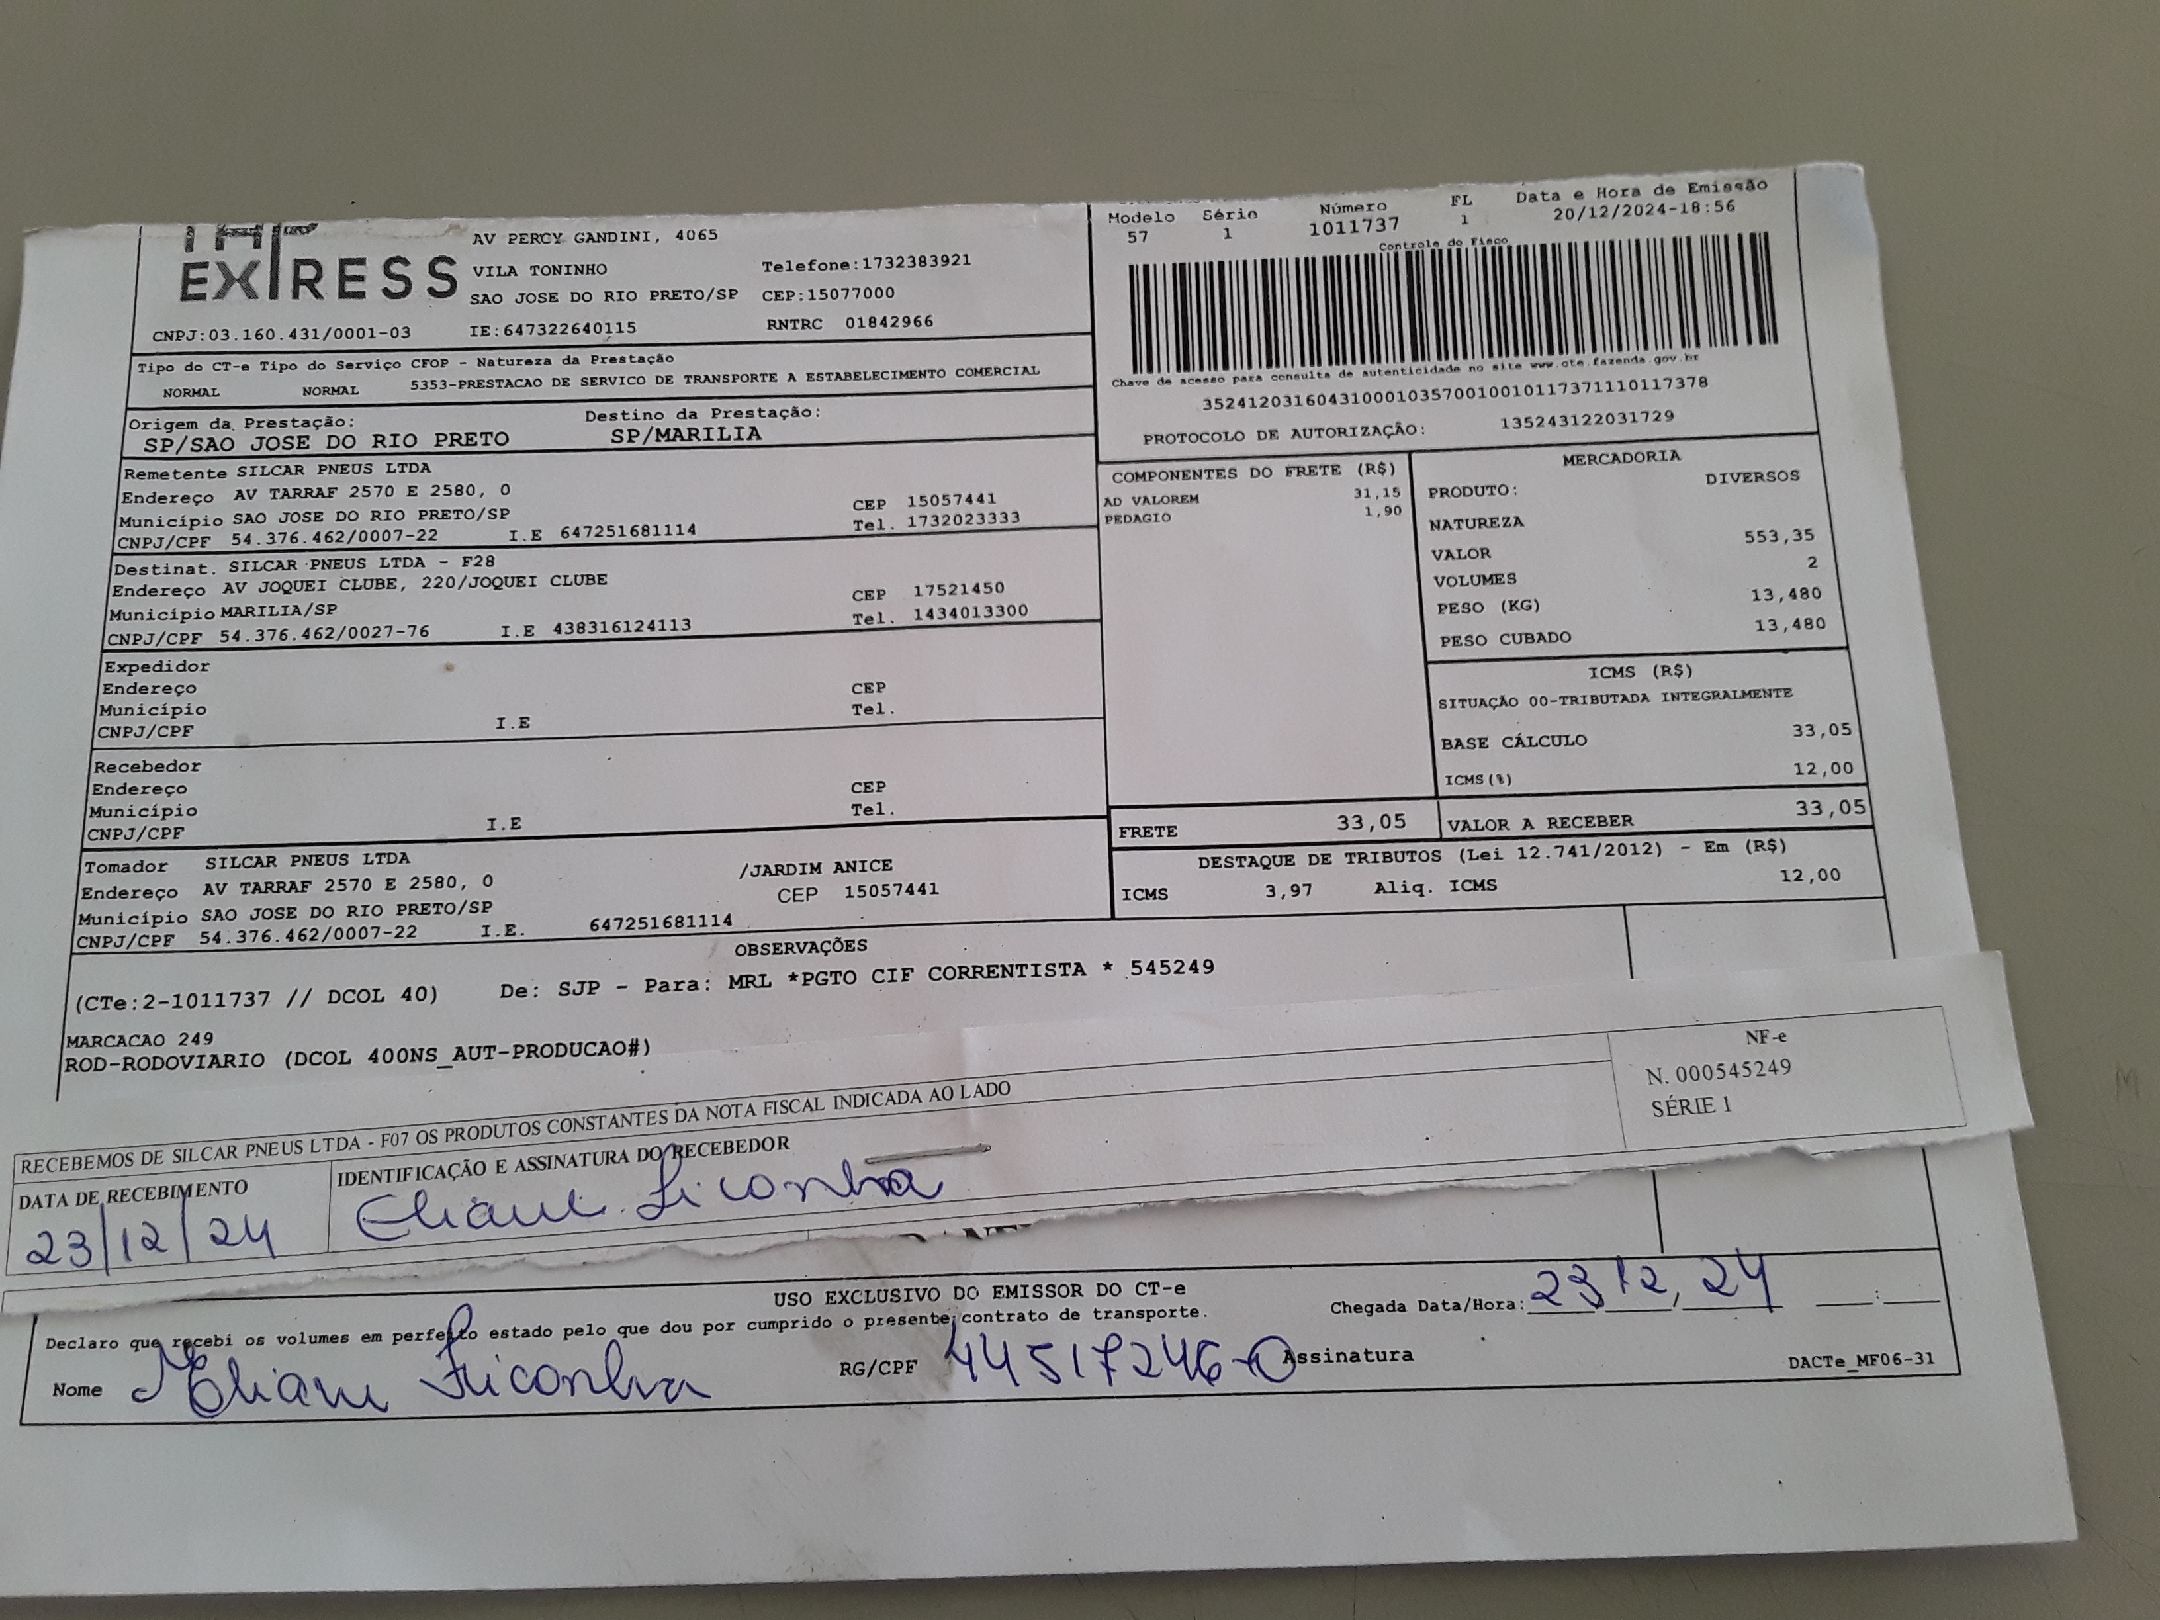 EXPRESS
AV PERCY GANDINI, 4065
VILA TONINHO Telefone:1732383921
SAO JOSE DO RIO PRETO/SP CEP:15077000
CNPJ:03.160.431/0001-03 IE:647322640115 RNTRC 01842966
Modelo Série Número FL Data e Hora de Emissão
57 1 1011737 1 20/12/2024-18:56
Controle do Fisco
Chave de acesso para consulta de autenticidade no site www.cte.fazenda.gov.br
35241203160431000103570010010117371110117378
PROTOCOLO DE AUTORIZAÇÃO: 135243122031729
Tipo do CT-e Tipo do Serviço CFOP - Natureza da Prestação
NORMAL NORMAL 5353-PRESTACAO DE SERVICO DE TRANSPORTE A ESTABELECIMENTO COMERCIAL
Origem da Prestação: Destino da Prestação:
SP/SAO JOSE DO RIO PRETO SP/MARILIA
Remetente SILCAR PNEUS LTDA
Endereço AV TARRAF 2570 E 2580, 0 CEP 15057441
Município SAO JOSE DO RIO PRETO/SP Tel. 1732023333
CNPJ/CPF 54.376.462/0007-22 I.E 647251681114
Destinat. SILCAR PNEUS LTDA - F28
Endereço AV JOQUEI CLUBE, 220/JOQUEI CLUBE CEP 17521450
Município MARILIA/SP Tel. 1434013300
CNPJ/CPF 54.376.462/0027-76 I.E 438316124113
Expedidor
Endereço CEP
Município Tel.
CNPJ/CPF I.E
Recebedor
Endereço CEP
Município Tel.
CNPJ/CPF I.E
Tomador SILCAR PNEUS LTDA /JARDIM ANICE
Endereço AV TARRAF 2570 E 2580, 0 CEP 15057441
Município SAO JOSE DO RIO PRETO/SP
CNPJ/CPF 54.376.462/0007-22 I.E. 647251681114
COMPONENTES DO FRETE (R$)
AD VALOREM 31,15
PEDAGIO 1,90
MERCADORIA
PRODUTO: DIVERSOS
NATUREZA
VALOR 553,35
VOLUMES 2
PESO (KG) 13,480
PESO CUBADO 13,480
ICMS (R$)
SITUAÇÃO 00-TRIBUTADA INTEGRALMENTE
BASE CÁLCULO 33,05
ICMS(%) 12,00
FRETE 33,05 VALOR A RECEBER 33,05
DESTAQUE DE TRIBUTOS (Lei 12.741/2012) - Em (R$)
ICMS 3,97 Aliq. ICMS 12,00
OBSERVAÇÕES
(CTe:2-1011737 // DCOL 40) De: SJP - Para: MRL *PGTO CIF CORRENTISTA * 545249
MARCACAO 249
ROD-RODOVIARIO (DCOL 400NS_AUT-PRODUCAO#)
RECEBEMOS DE SILCAR PNEUS LTDA - F07 OS PRODUTOS CONSTANTES DA NOTA FISCAL INDICADA AO LADO
NF-e
N. 000545249
SÉRIE 1
DATA DE RECEBIMENTO IDENTIFICAÇÃO E ASSINATURA DO RECEBEDOR
23/12/24
USO EXCLUSIVO DO EMISSOR DO CT-e
Declaro que recebi os volumes em perfeito estado pelo que dou por cumprido o presente contrato de transporte.
Chegada Data/Hora: 23 12, 24 :
Nome RG/CPF 44517246-0 Assinatura
DACTe_MF06-31